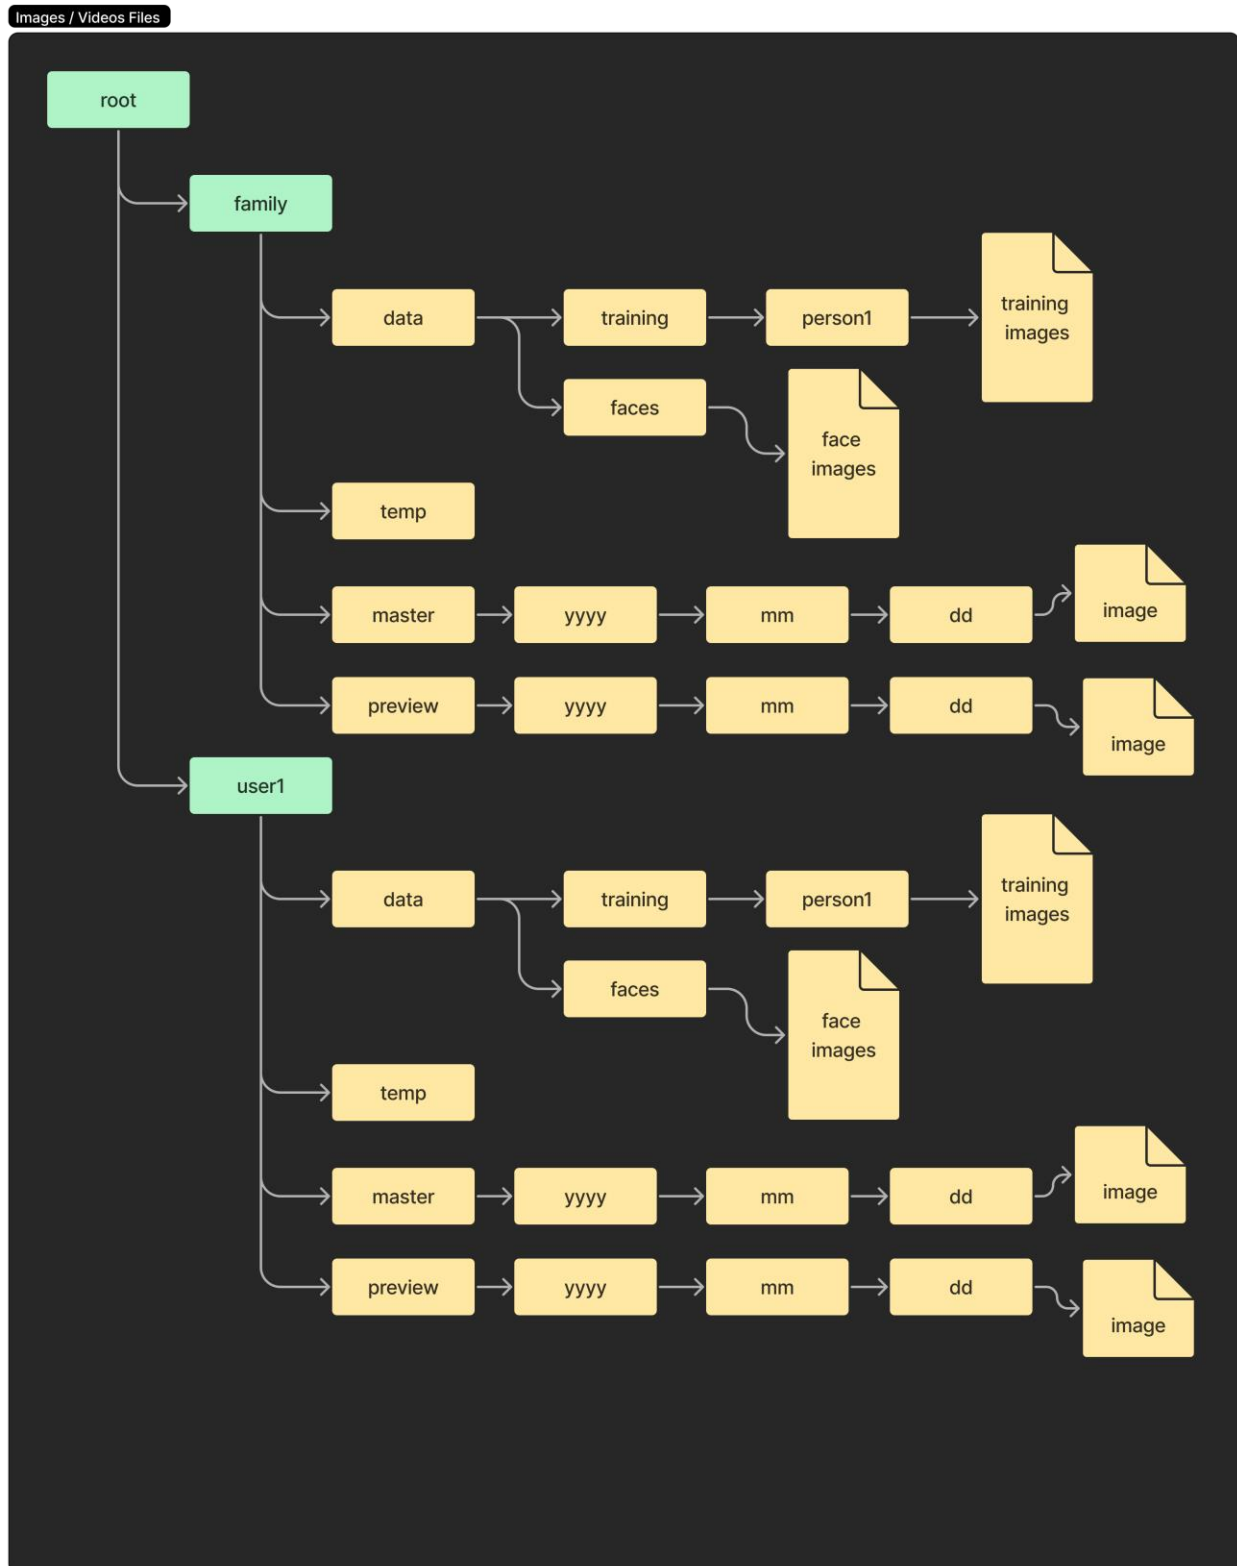 Images / Videos Files
root
family
data
training
person1
training
images
faces
face
images
temp
master
yyyy
mm
dd
image
preview
yyyy
mm
dd
image
user1
data
training
person1
training
images
faces
face
images
temp
master
yyyy
mm
dd
image
preview
yyyy
mm
dd
image